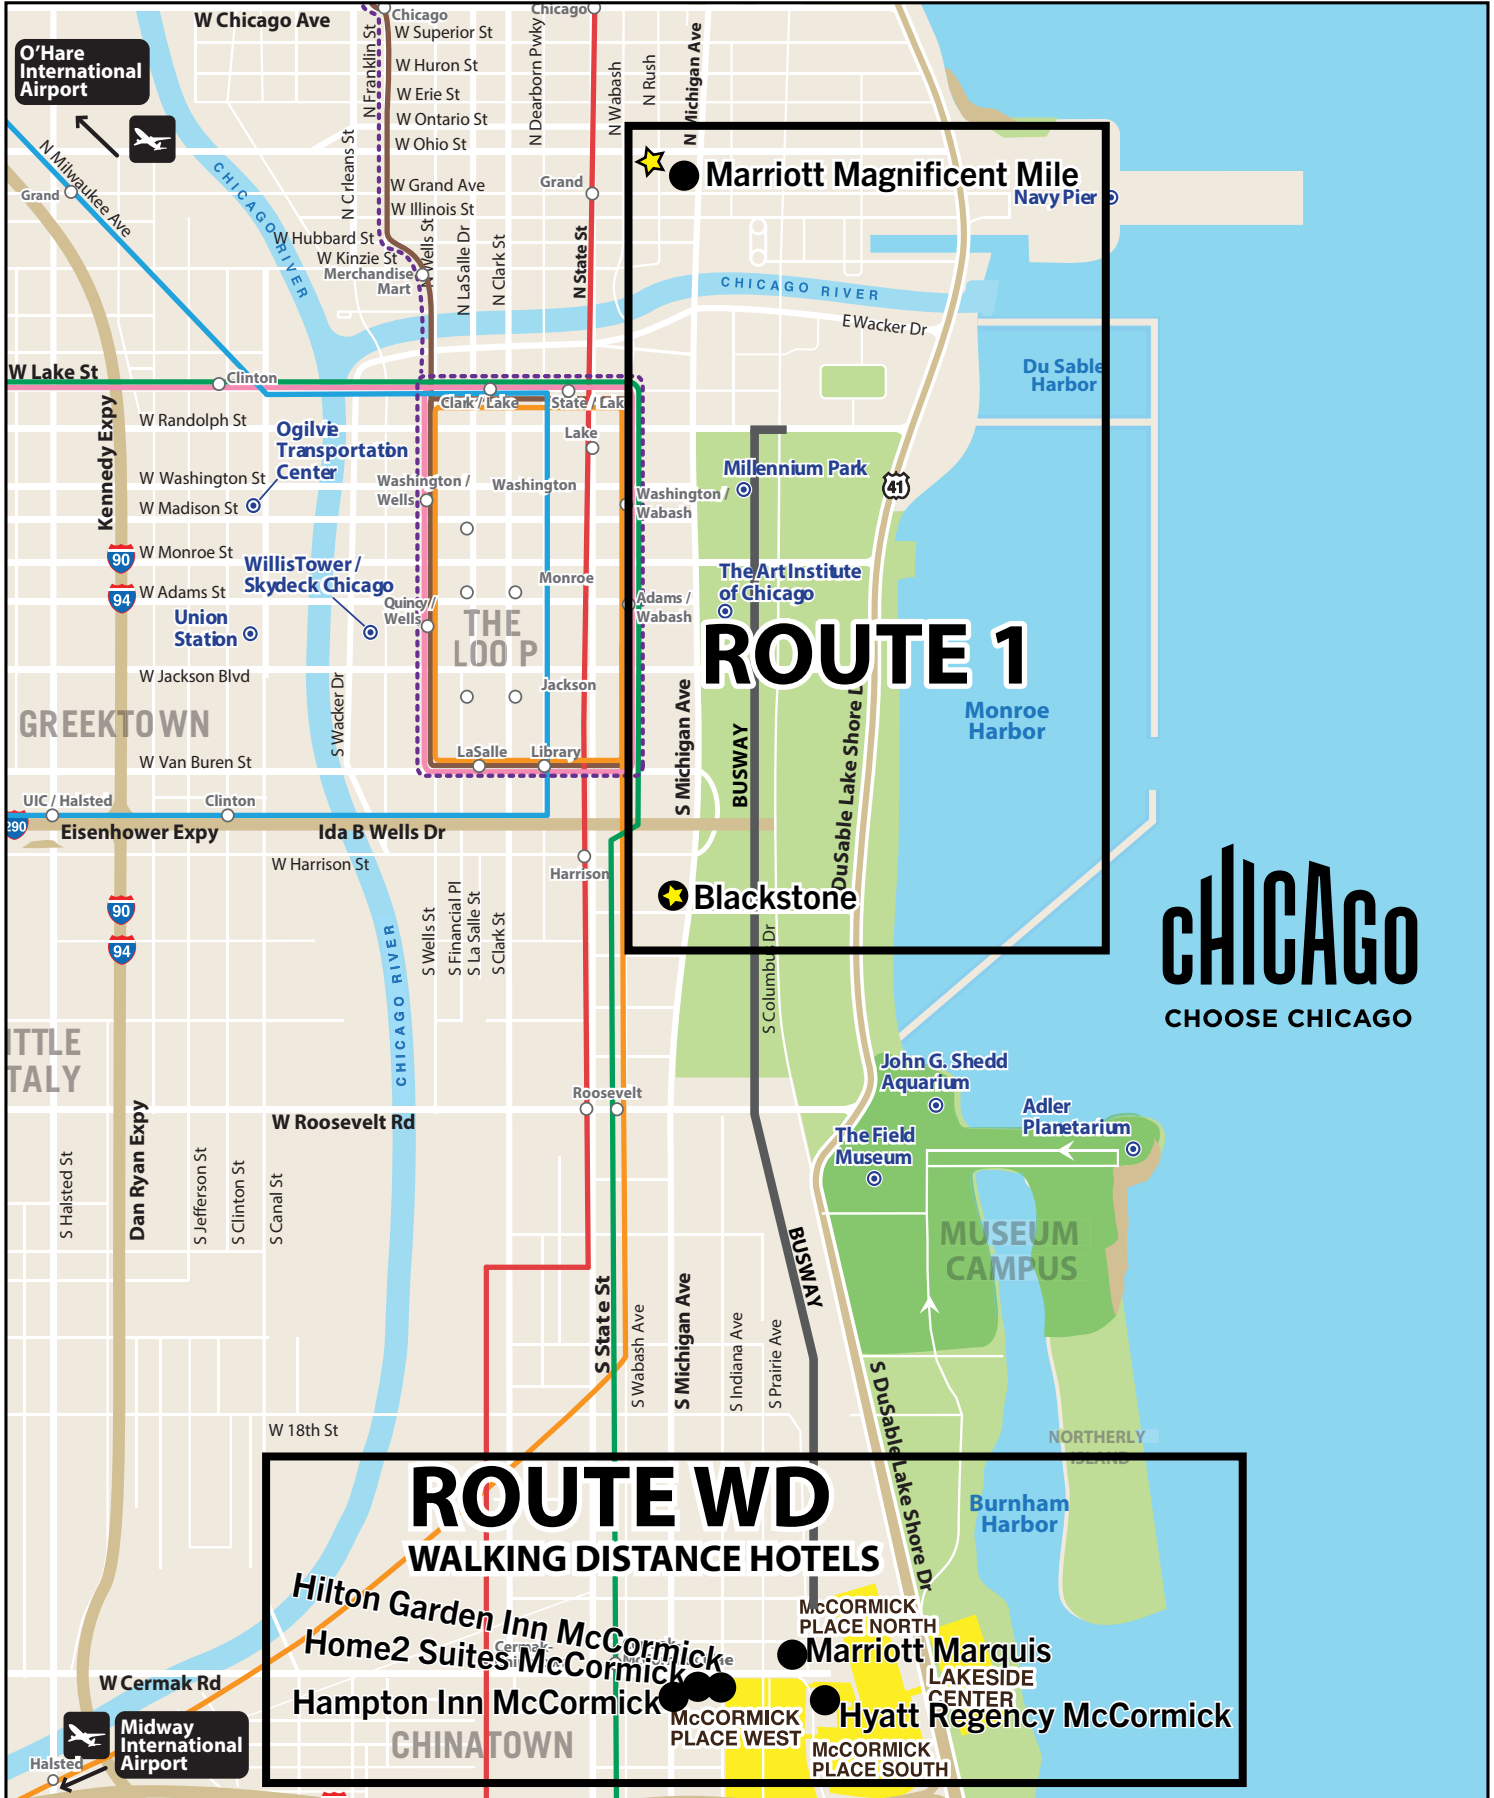 W Chicago Ave
Chicago
Chicago
W Superior St
W Huron St
W Erie St
W Ontario St
W Ohio St
W Grand Ave
W Illinois St
W Hubbard St
W Kinzie St
Merchandise
Mart
N Franklin St
N Dearborn Pwky
N Wabash
N Rush
N Michigan Ave
O'Hare
International
Airport
N Milwaukee Ave
Grand
Grand
CHICAGO RIVER
N Crleans St
N Wells St
N LaSalle Dr
N Clark St
N State St
Marriott Magnificent Mile
Navy Pier
CHICAGO RIVER
E Wacker Dr
W Lake St
Clinton
Clark / Lake
State / Lak
Lake
Du Sable
Harbor
Kennedy Expy
W Randolph St
Ogilvie
Transportation
Center
W Washington St
W Madison St
Washington /
Wells
Washington
Washington /
Wabash
Millennium Park
41
90
94
W Monroe St
W Adams St
Willis Tower /
Skydeck Chicago
Union
Station
Quincy /
Wells
Monroe
Adams /
Wabash
The Art Institute
of Chicago
THE
LOO P
ROUTE 1
W Jackson Blvd
Jackson
GREEKTOWN
S Wacker Dr
S Michigan Ave
BUSWAY
DuSable Lake Shore L
Monroe
Harbor
W Van Buren St
LaSalle
Library
UIC / Halsted
Clinton
290
Eisenhower Expy
Ida B Wells Dr
W Harrison St
Harrison
Blackstone
90
94
S Wells St
S Financial Pl
S La Salle St
S Clark St
CHICAGO RIVER
S Columbus Dr
CHICAGO
CHOOSE CHICAGO
ITTLE
TALY
John G. Shedd
Aquarium
Roosevelt
W Roosevelt Rd
Adler
Planetarium
The Field
Museum
S Halsted St
Dan Ryan Expy
S Jefferson St
S Clinton St
S Canal St
MUSEUM
CAMPUS
BUSWAY
S State St
S Wabash Ave
S Michigan Ave
S Indiana Ave
S Prairie Ave
S DuSable Lake Shore Dr
W 18th St
NORTHERLY
ISLAND
ROUTE WD
WALKING DISTANCE HOTELS
Burnham
Harbor
Hilton Garden Inn McCormick
Home2 Suites McCormick
Hampton Inn McCormick
Cermak-
McCORMICK
PLACE NORTH
Marriott Marquis
LAKESIDE
CENTER
Hyatt Regency McCormick
McCORMICK
PLACE WEST
McCORMICK
PLACE SOUTH
W Cermak Rd
CHINATOWN
Midway
International
Airport
Halsted